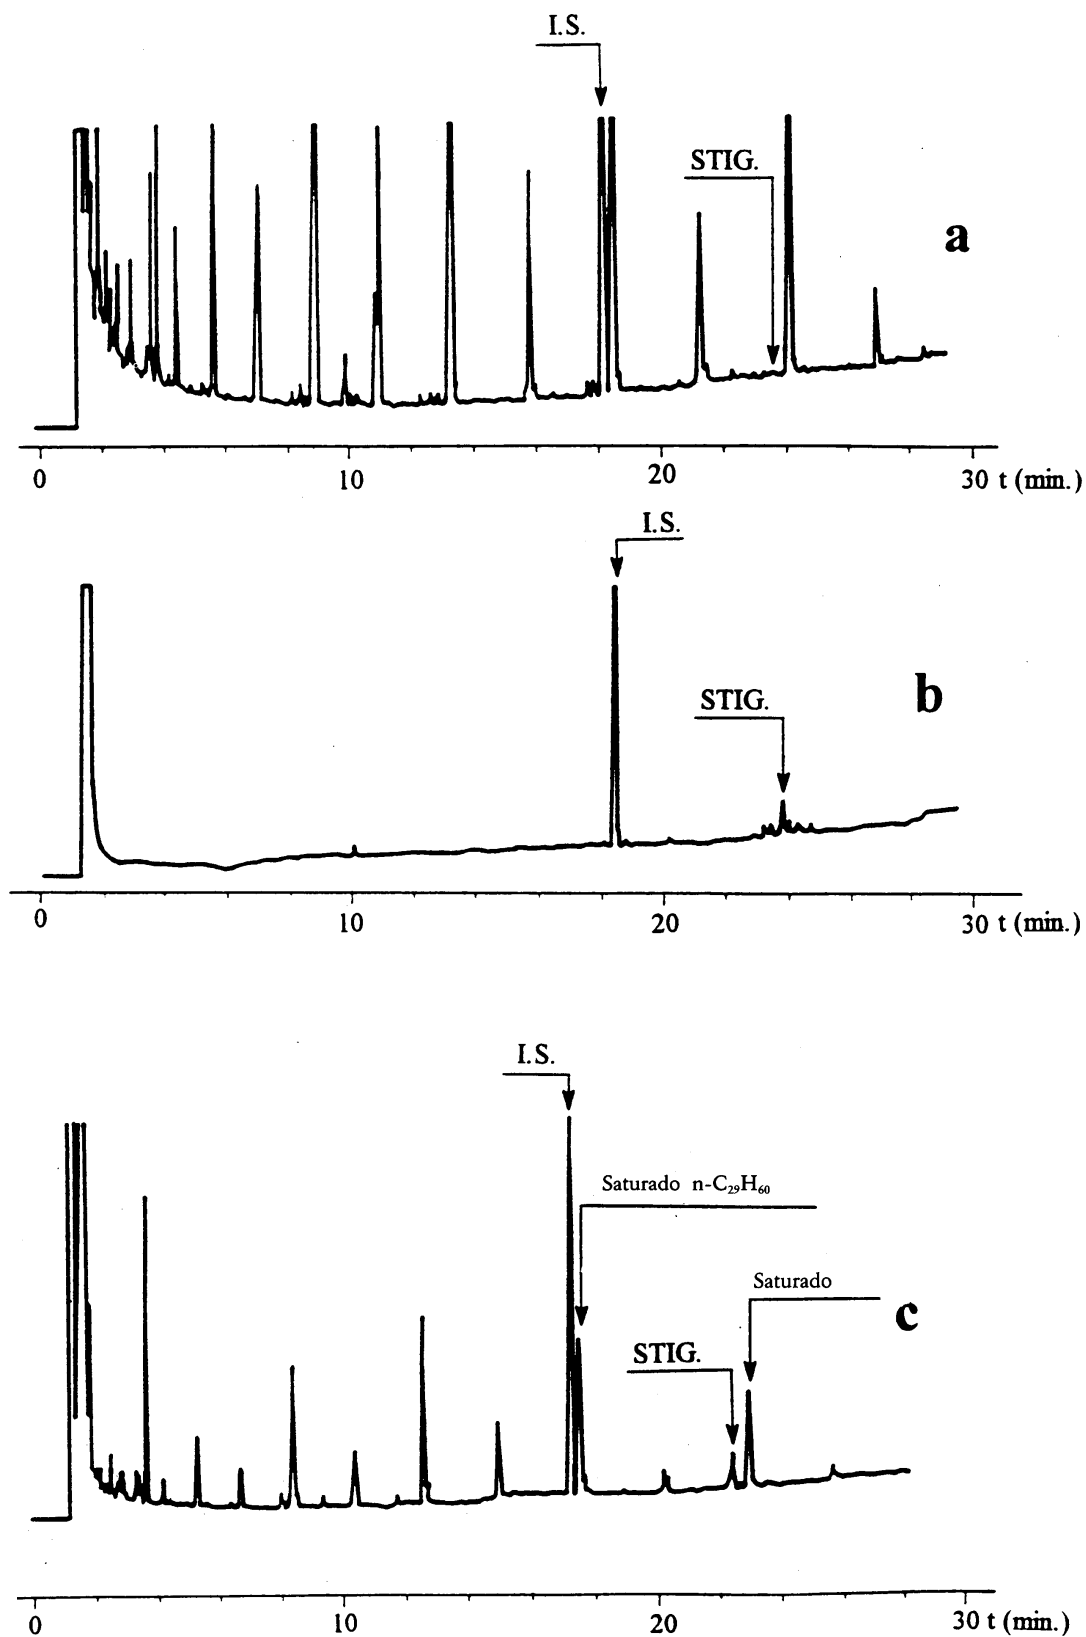 I.S.
STIG.
a
0 10 20 30 t (min.)
I.S.
STIG.
b
0 10 20 30 t (min.)
I.S.
Saturado n-C₂₉H₆₀
Saturado
c
STIG.
0 10 20 30 t (min.)